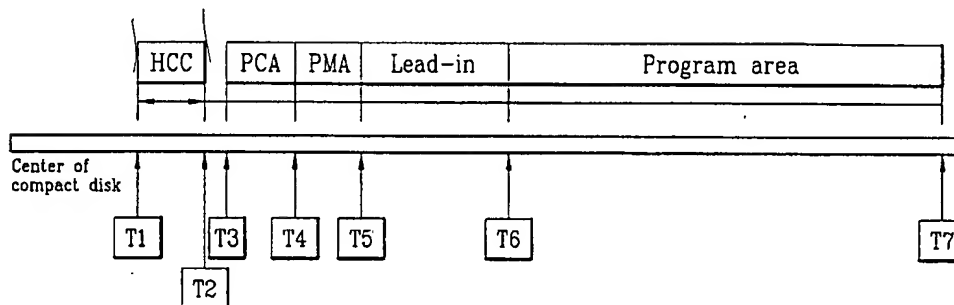 HCC PCA PMA Lead-in Program area
Center of
compact disk
T1 T3 T4 T5 T6 T7
T2